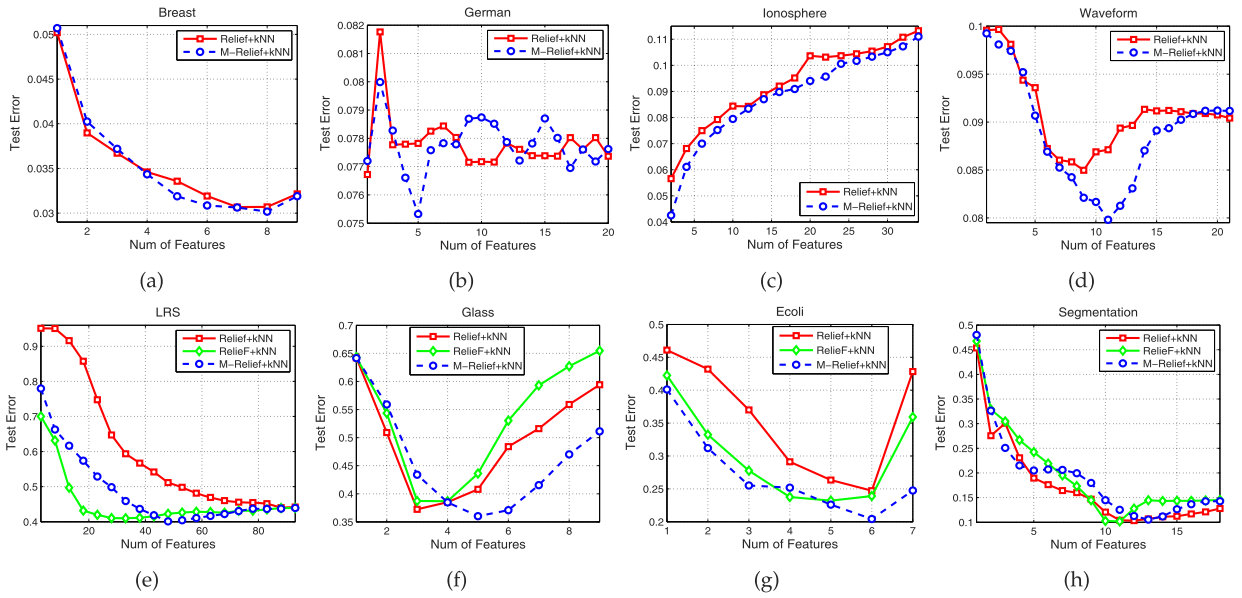 Breast
Relief+kNN
M−Relief+kNN
Test Error
0.05
0.045
0.04
0.035
0.03
2 4 6 8
Num of Features
(a)
German
Relief+kNN
M−Relief+kNN
Test Error
0.082
0.081
0.08
0.079
0.078
0.077
0.076
0.075
5 10 15 20
Num of Features
(b)
Ionosphere
Relief+kNN
M−Relief+kNN
Test Error
0.11
0.1
0.09
0.08
0.07
0.06
0.05
0.04
5 10 15 20 25 30
Num of Features
(c)
Waveform
Relief+kNN
M−Relief+kNN
Test Error
0.1
0.095
0.09
0.085
0.08
5 10 15 20
Num of Features
(d)
LRS
Relief+kNN
RelieF+kNN
M−Relief+kNN
Test Error
0.9
0.8
0.7
0.6
0.5
0.4
20 40 60 80
Num of Features
(e)
Glass
Relief+kNN
RelieF+kNN
M−Relief+kNN
Test Error
0.7
0.65
0.6
0.55
0.5
0.45
0.4
0.35
2 4 6 8
Num of Features
(f)
Ecoli
Relief+kNN
RelieF+kNN
M−Relief+kNN
Test Error
0.5
0.45
0.4
0.35
0.3
0.25
0.2
1 2 3 4 5 6 7
Num of Features
(g)
Segmentation
Relief+kNN
RelieF+kNN
M−Relief+kNN
Test Error
0.5
0.45
0.4
0.35
0.3
0.25
0.2
0.15
0.1
5 10 15
Num of Features
(h)